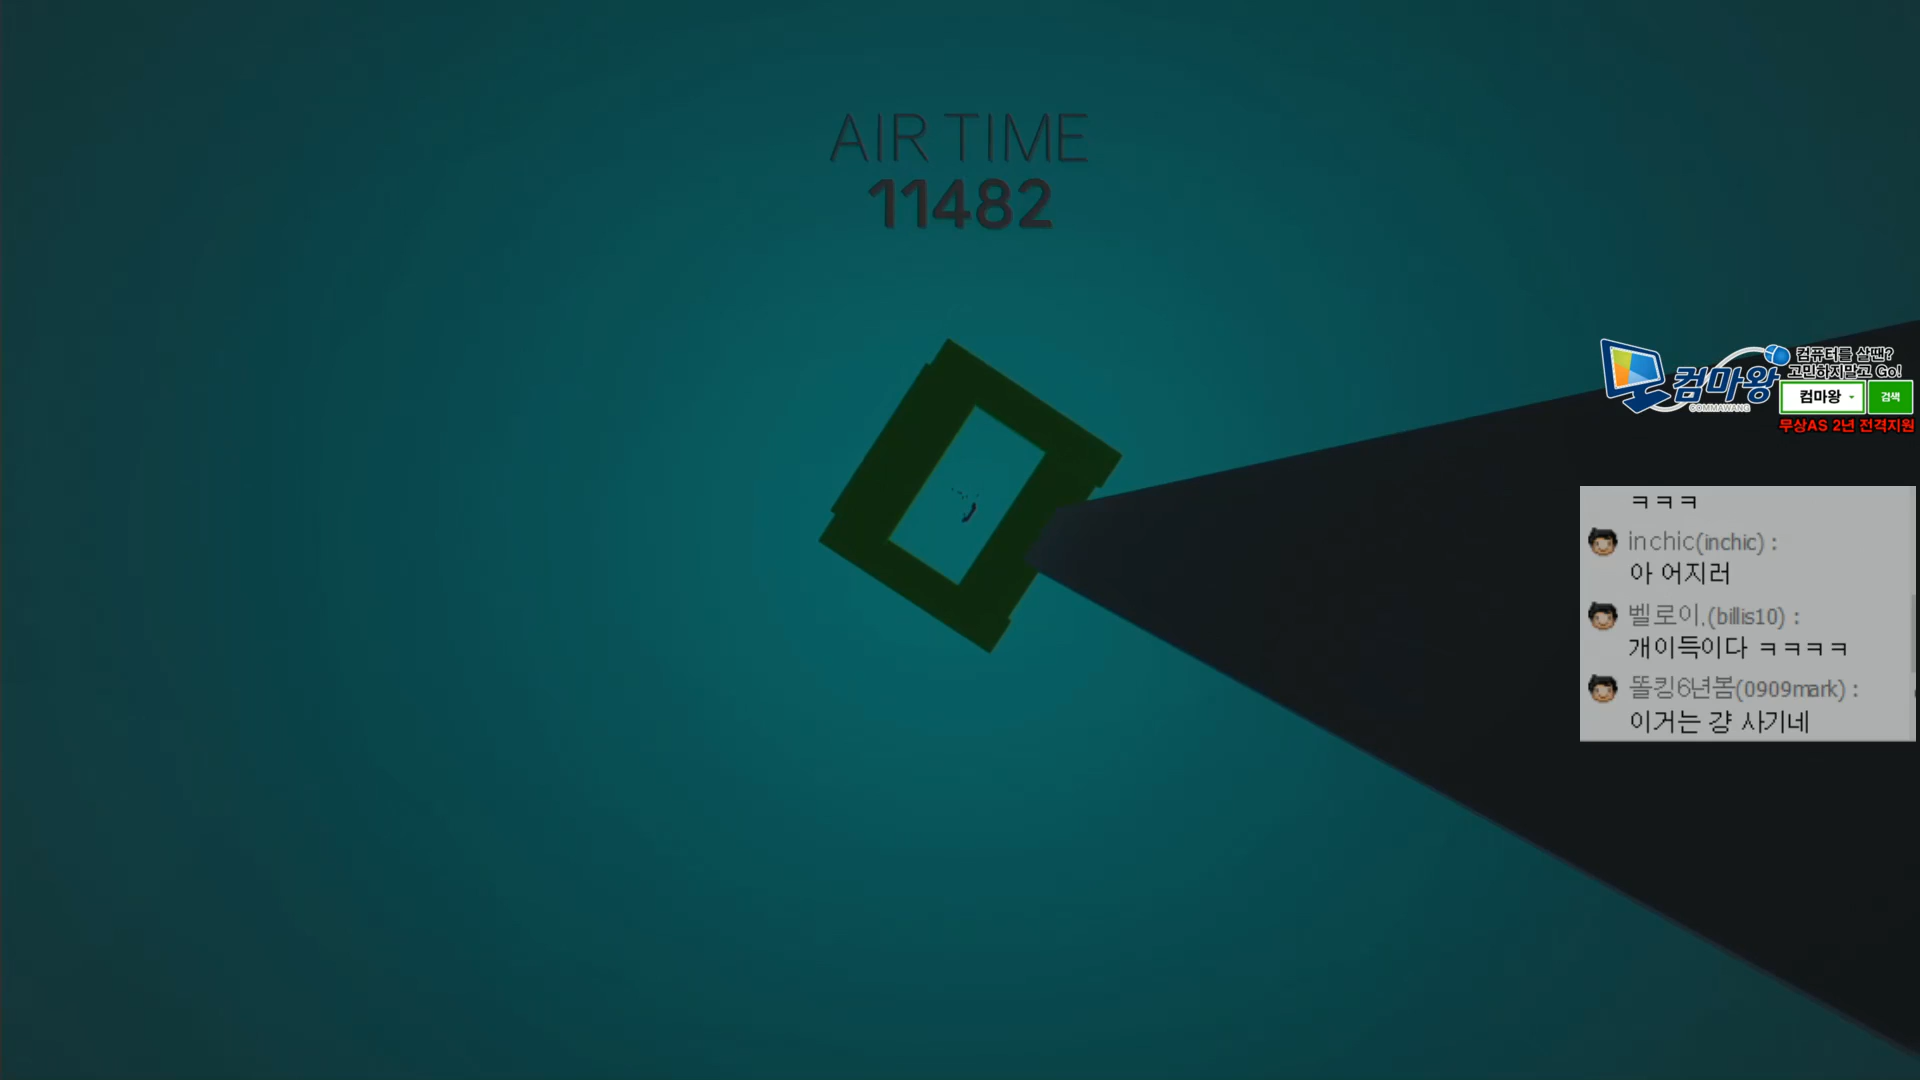 AIR TIME
11482
컴퓨터를 살땐?
고민하지말고 Go!
컴마왕
COMMAWANG
컴마왕
검색
무상AS 2년 전격지원
ㅋㅋㅋ
inchic(inchic) :
아 어지러
벨로이.(billis10) :
개이득이다 ㅋㅋㅋㅋ
똘킹6년봄(0909mark) :
이거는 걍 사기네